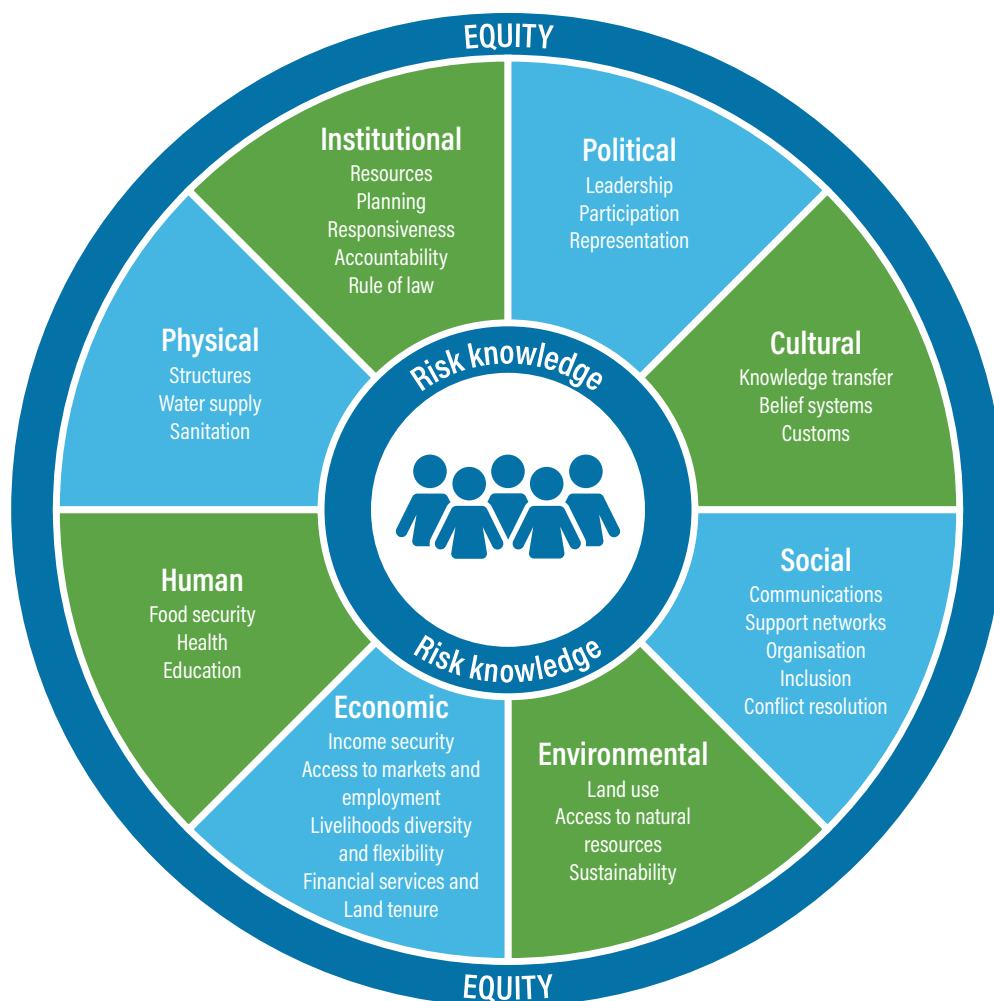 EQUITY
Institutional
Resources
Planning
Responsiveness
Accountability
Rule of law
Political
Leadership
Participation
Representation
Physical
Structures
Water supply
Sanitation
Cultural
Knowledge transfer
Belief systems
Customs
Risk knowledge
Human
Food security
Health
Education
Social
Communications
Support networks
Organisation
Inclusion
Conflict resolution
Risk knowledge
Economic
Income security
Access to markets and
employment
Livelihoods diversity
and flexibility
Financial services and
Land tenure
Environmental
Land use
Access to natural
resources
Sustainability
EQUITY